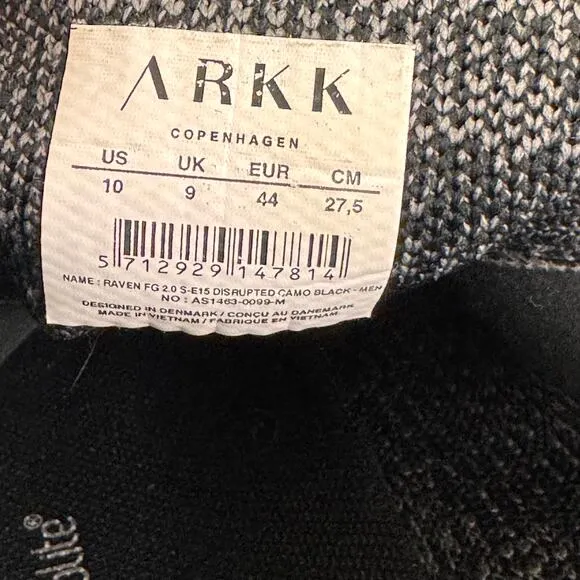 ARKK
COPENHAGEN
US UK EUR CM
10 9 44 27,5
5 712929 147814
NAME : RAVEN FG 2.0 S-E15 DISRUPTED CAMO BLACK - MEN
NO : AS1463-0099-M
DESIGNED IN DENMARK / CONÇU AU DANEMARK
MADE IN VIETNAM / FABRIQUE EN VIETNAM